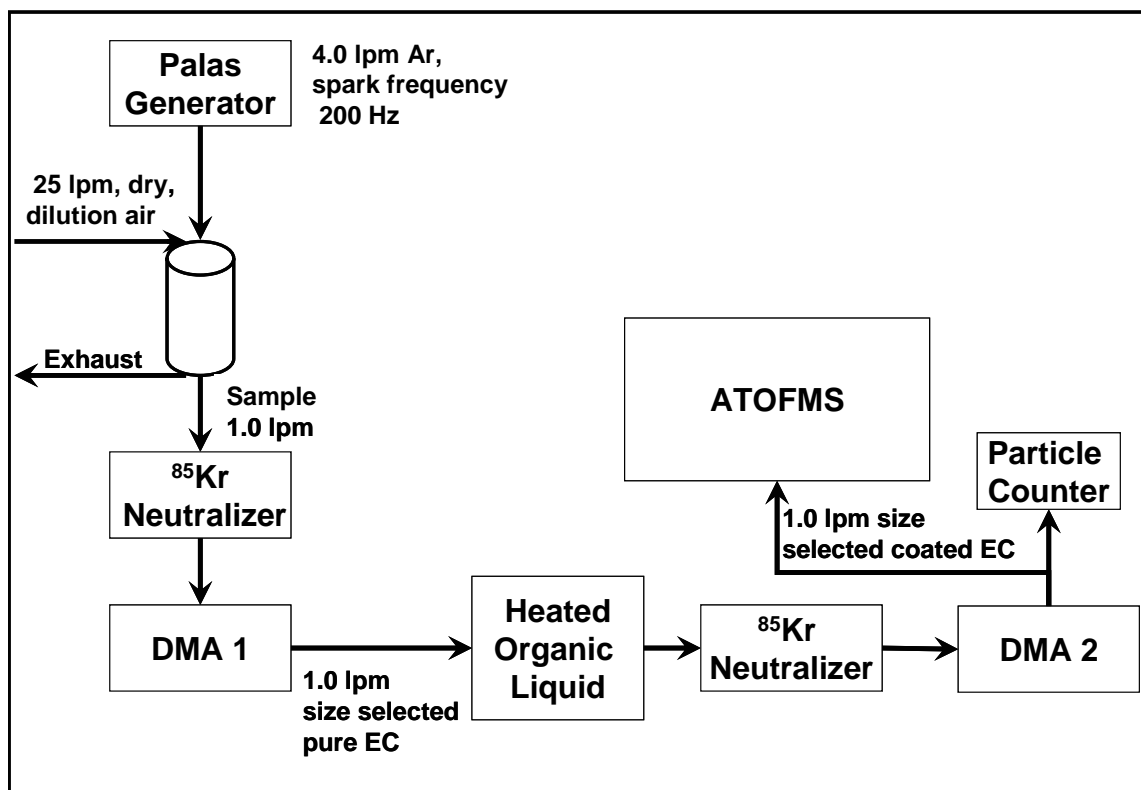 Palas
Generator
4.0 lpm Ar,
spark frequency
200 Hz
25 lpm, dry,
dilution air
Exhaust
Sample
1.0 lpm
⁸⁵Kr
Neutralizer
DMA 1
1.0 lpm
size selected
pure EC
Heated
Organic
Liquid
⁸⁵Kr
Neutralizer
DMA 2
1.0 lpm size
selected coated EC
ATOFMS
Particle
Counter